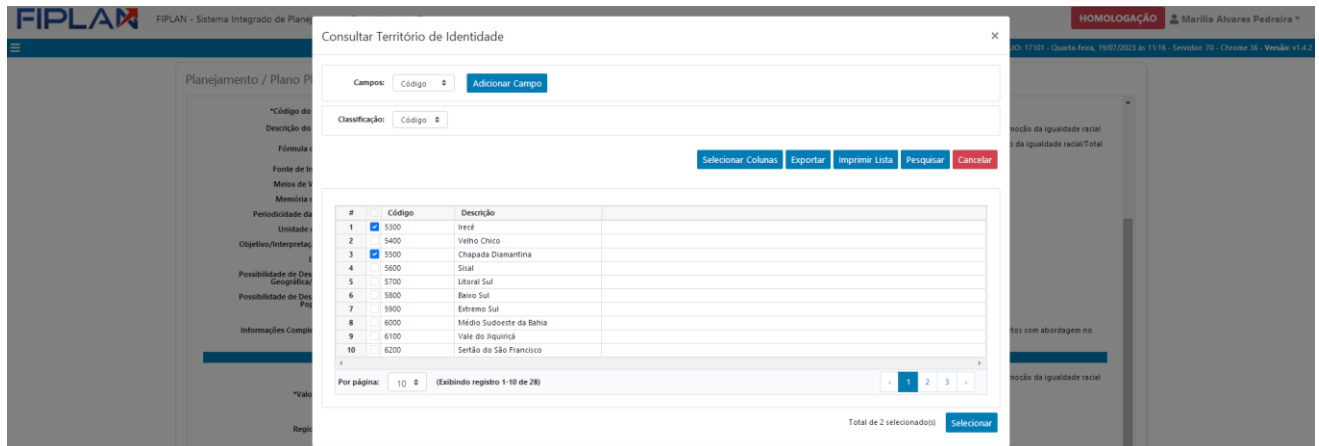 FIPLAN
FIPLAN - Sistema Integrado de Planej
HOMOLOGAÇÃO
Marilia Alvares Pedreira
UO: 17101 - Quarta-feira, 19/07/2023 às 11:16 - Servidor: 70 - Chrome 36 - Versão: v1.4.2
Consultar Território de Identidade
×
Campos: Código Adicionar Campo
Classificação: Código
Selecionar Colunas Exportar Imprimir Lista Pesquisar Cancelar
# Código Descrição
1 5300 Irecê
2 5400 Velho Chico
3 5500 Chapada Diamantina
4 5600 Sisal
5 5700 Litoral Sul
6 5800 Baixo Sul
7 5900 Extremo Sul
8 6000 Médio Sudoeste da Bahia
9 6100 Vale do Jiquiriçá
10 6200 Sertão do São Francisco
Por página: 10 (Exibindo registro 1-10 de 28)
‹ 1 2 3 ›
Total de 2 selecionado(s) Selecionar
Planejamento / Plano P
*Código do
Descrição do
moção da igualdade racial
Fórmula
da igualdade racial/Total
Fonte de In
Meios de V
Memória
Periodicidade da
Unidade
Objetivo/Interpretaç
Possibilidade de Des
Geográfica/
Possibilidade de Des
Pop
Informações Comple
tos com abordagem no
moção da igualdade racial
*Valo
Regio